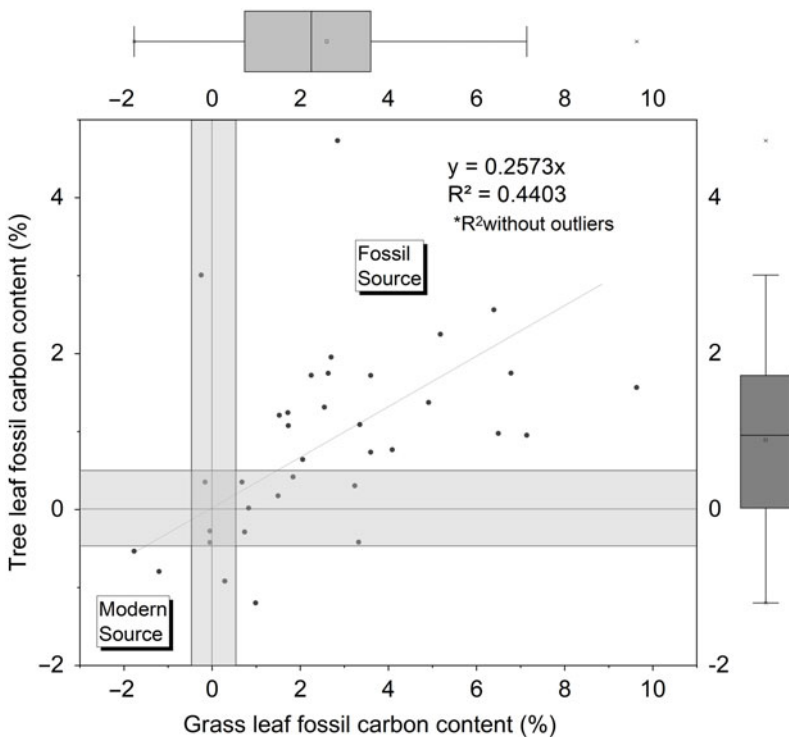 −2 0 2 4 6 8 10
y = 0.2573x
R² = 0.4403
*R²without outliers
Fossil
Source
Modern
Source
4
2
0
−2
4
2
0
-2
−2 0 2 4 6 8 10
Tree leaf fossil carbon content (%)
Grass leaf fossil carbon content (%)